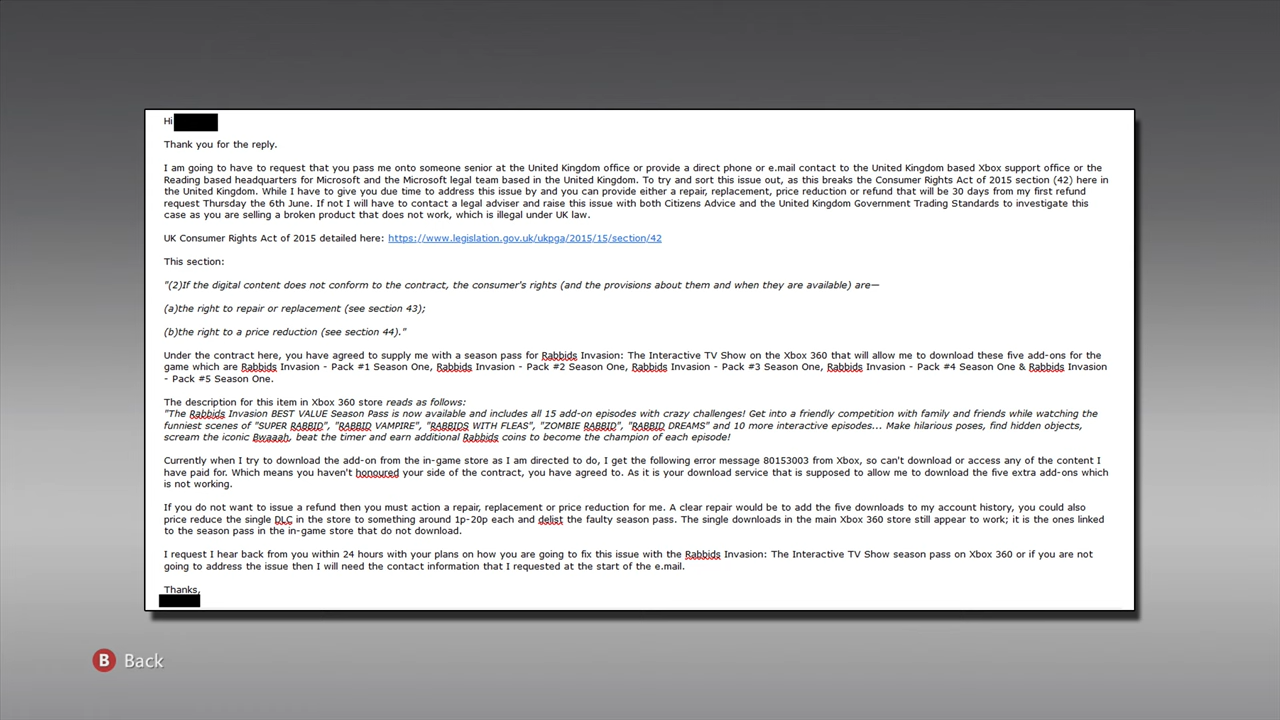 Hi
Thank you for the reply.
I am going to have to request that you pass me onto someone senior at the United Kingdom office or provide a direct phone or e.mail contact to the United Kingdom based Xbox support office or the
Reading based headquarters for Microsoft and the Microsoft legal team based in the United Kingdom. To try and sort this issue out, as this breaks the Consumer Rights Act of 2015 section (42) here in
the United Kingdom. While I have to give you due time to address this issue by and you can provide either a repair, replacement, price reduction or refund that will be 30 days from my first refund
request Thursday the 6th June. If not I will have to contact a legal adviser and raise this issue with both Citizens Advice and the United Kingdom Government Trading Standards to investigate this
case as you are selling a broken product that does not work, which is illegal under UK law.
UK Consumer Rights Act of 2015 detailed here: https://www.legislation.gov.uk/ukpga/2015/15/section/42
This section:
"(2)If the digital content does not conform to the contract, the consumer's rights (and the provisions about them and when they are available) are—
(a)the right to repair or replacement (see section 43);
(b)the right to a price reduction (see section 44)."
Under the contract here, you have agreed to supply me with a season pass for Rabbids Invasion: The Interactive TV Show on the Xbox 360 that will allow me to download these five add-ons for the
game which are Rabbids Invasion - Pack #1 Season One, Rabbids Invasion - Pack #2 Season One, Rabbids Invasion - Pack #3 Season One, Rabbids Invasion - Pack #4 Season One & Rabbids Invasion
- Pack #5 Season One.
The description for this item in Xbox 360 store reads as follows:
"The Rabbids Invasion BEST VALUE Season Pass is now available and includes all 15 add-on episodes with crazy challenges! Get into a friendly competition with family and friends while watching the
funniest scenes of "SUPER RABBID", "RABBID VAMPIRE", "RABBIDS WITH FLEAS", "ZOMBIE RABBID", "RABBID DREAMS" and 10 more interactive episodes... Make hilarious poses, find hidden objects,
scream the iconic Bwaaah, beat the timer and earn additional Rabbids coins to become the champion of each episode!
Currently when I try to download the add-on from the in-game store as I am directed to do, I get the following error message 80153003 from Xbox, so can't download or access any of the content I
have paid for. Which means you haven't honoured your side of the contract, you have agreed to. As it is your download service that is supposed to allow me to download the five extra add-ons which
is not working.
If you do not want to issue a refund then you must action a repair, replacement or price reduction for me. A clear repair would be to add the five downloads to my account history, you could also
price reduce the single DLC in the store to something around 1p-20p each and delist the faulty season pass. The single downloads in the main Xbox 360 store still appear to work; it is the ones linked
to the season pass in the in-game store that do not download.
I request I hear back from you within 24 hours with your plans on how you are going to fix this issue with the Rabbids Invasion: The Interactive TV Show season pass on Xbox 360 or if you are not
going to address the issue then I will need the contact information that I requested at the start of the e.mail.
Thanks,
B Back